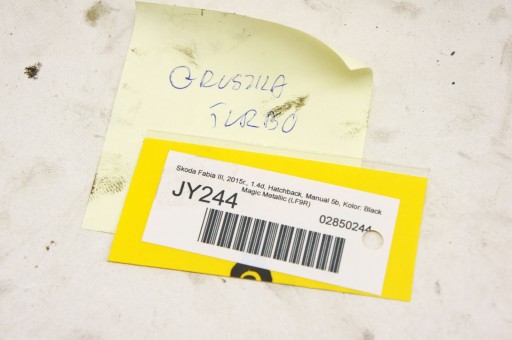 GRUSZKA
TURBO
Skoda Fabia III, 2015r., 1.4d, Hatchback, Manual 5b, Kolor: Black
Magic Metallic (LF9R)
JY244
02850244